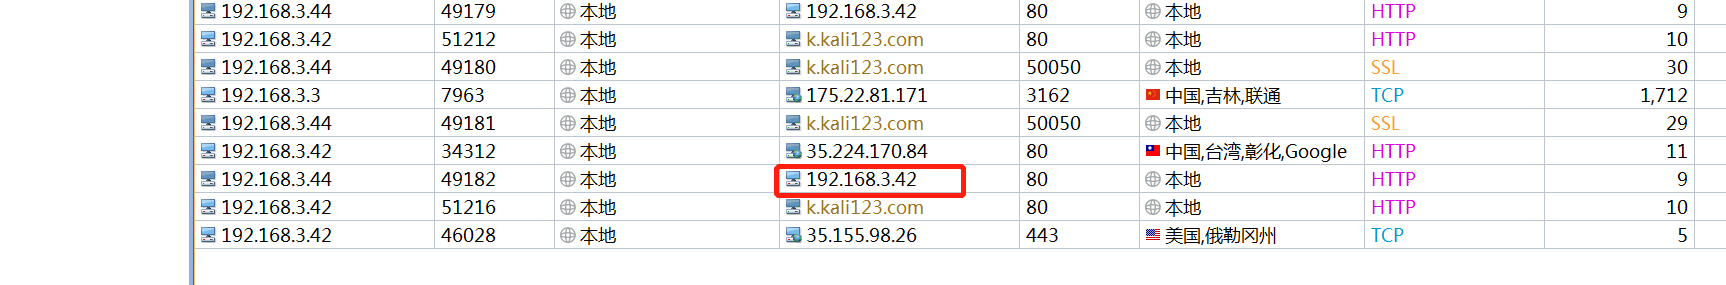 192.168.3.44 49179 本地 192.168.3.42 80 本地 HTTP 9
192.168.3.42 51212 本地 k.kali123.com 80 本地 HTTP 10
192.168.3.44 49180 本地 k.kali123.com 50050 本地 SSL 30
192.168.3.3 7963 本地 175.22.81.171 3162 中国,吉林,联通 TCP 1,712
192.168.3.44 49181 本地 k.kali123.com 50050 本地 SSL 29
192.168.3.42 34312 本地 35.224.170.84 80 中国,台湾,彰化,Google HTTP 11
192.168.3.44 49182 本地 192.168.3.42 80 本地 HTTP 9
192.168.3.42 51216 本地 k.kali123.com 80 本地 HTTP 10
192.168.3.42 46028 本地 35.155.98.26 443 美国,俄勒冈州 TCP 5